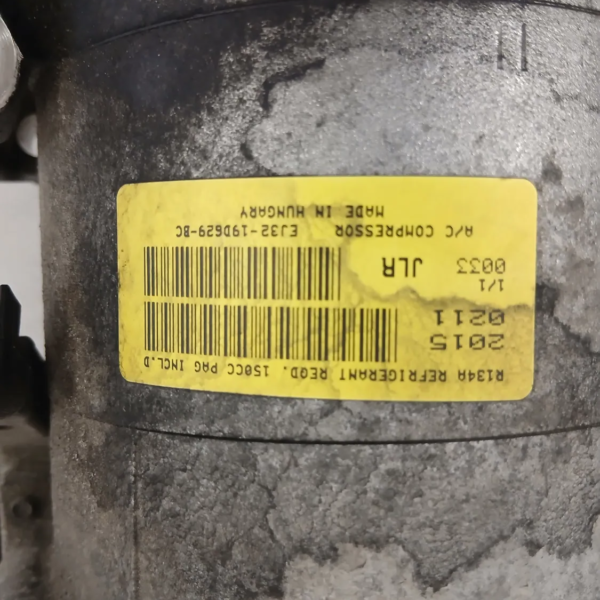 R134A REFRIGERANT REQD. 150CC PAG INCL.D
2015
0211
1/1
0033 JLR
A/C COMPRESSOR EJ32-19D629-BC
MADE IN HUNGARY